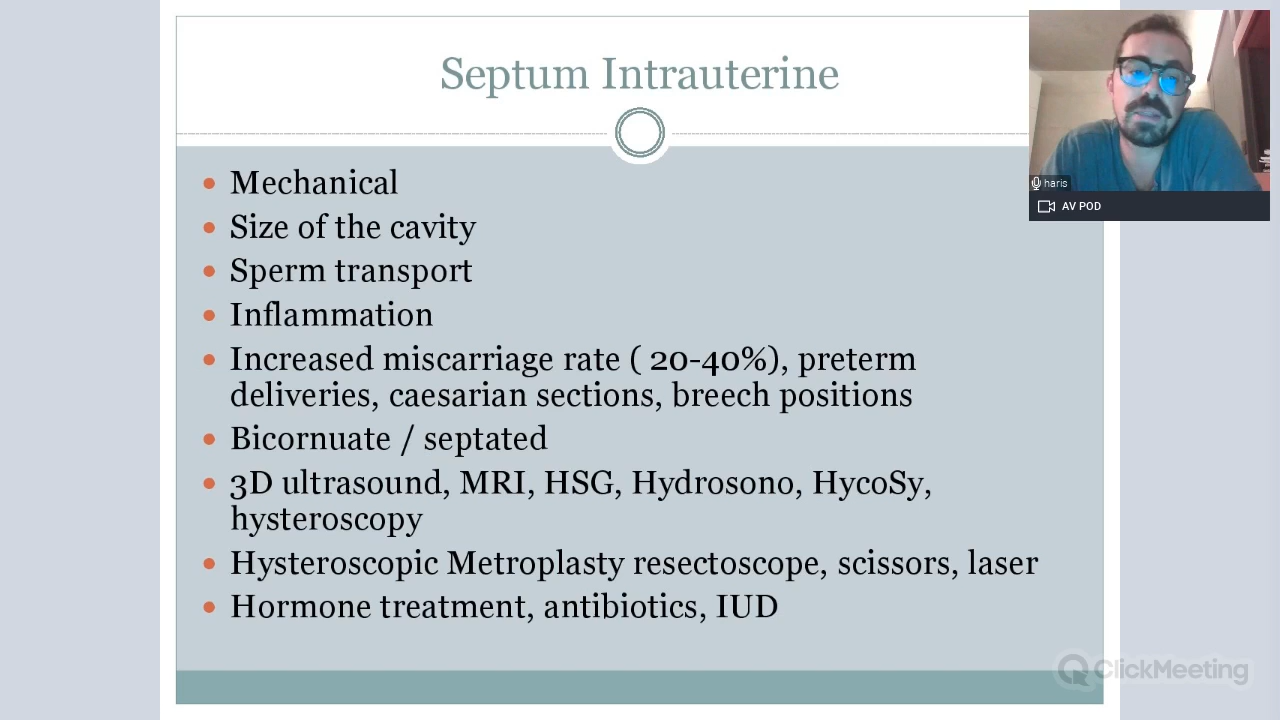 Septum Intrauterine
Mechanical
Size of the cavity
Sperm transport
Inflammation
Increased miscarriage rate ( 20-40%), preterm
deliveries, caesarian sections, breech positions
Bicornuate / septated
3D ultrasound, MRI, HSG, Hydrosono, HycoSy,
hysteroscopy
Hysteroscopic Metroplasty resectoscope, scissors, laser
Hormone treatment, antibiotics, IUD
haris
AV POD
ClickMeeting